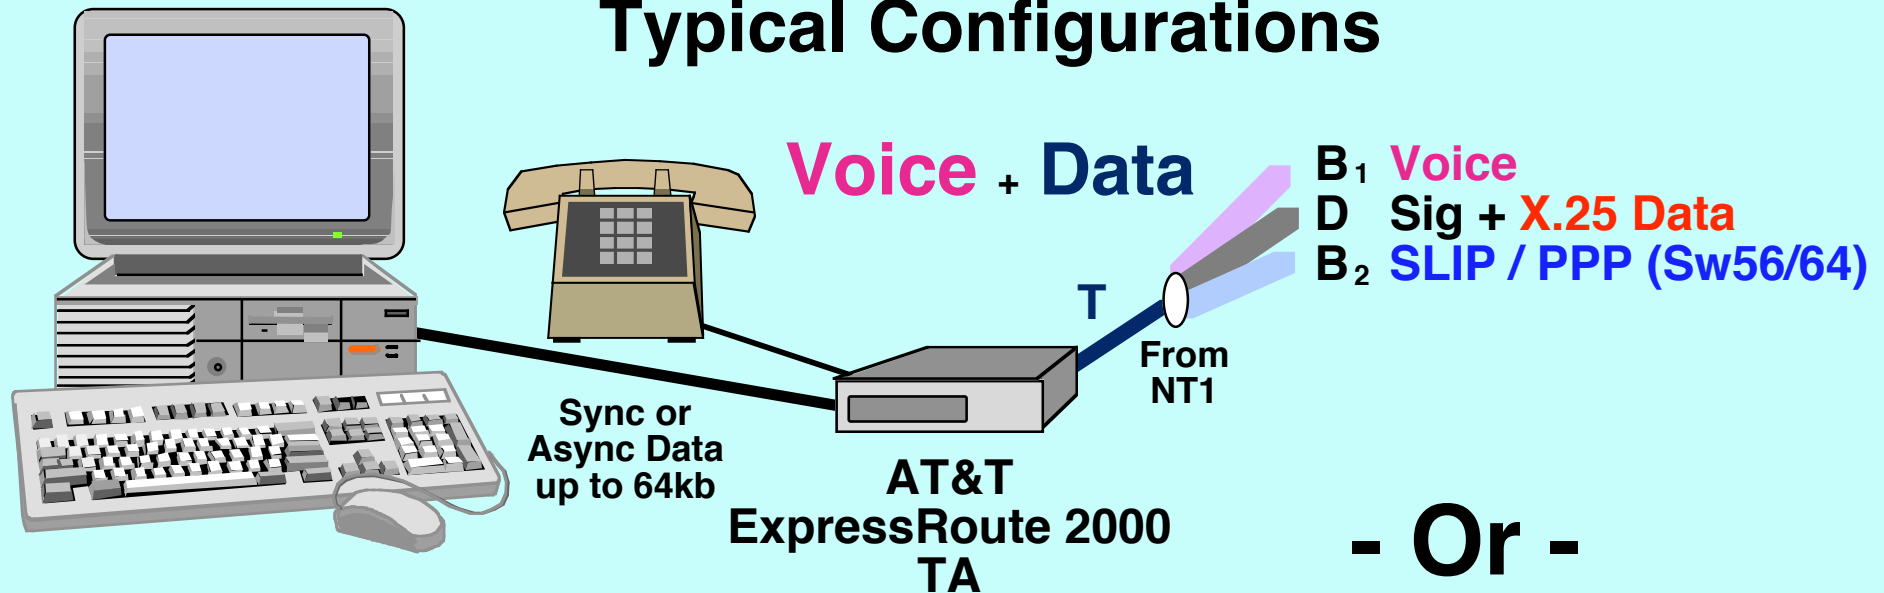 Typical Configurations
Voice + Data
B1 Voice
D Sig + X.25 Data
B2 SLIP / PPP (Sw56/64)
T
From
NT1
Sync or
Async Data
up to 64kb
AT&T
ExpressRoute 2000
TA
- Or -